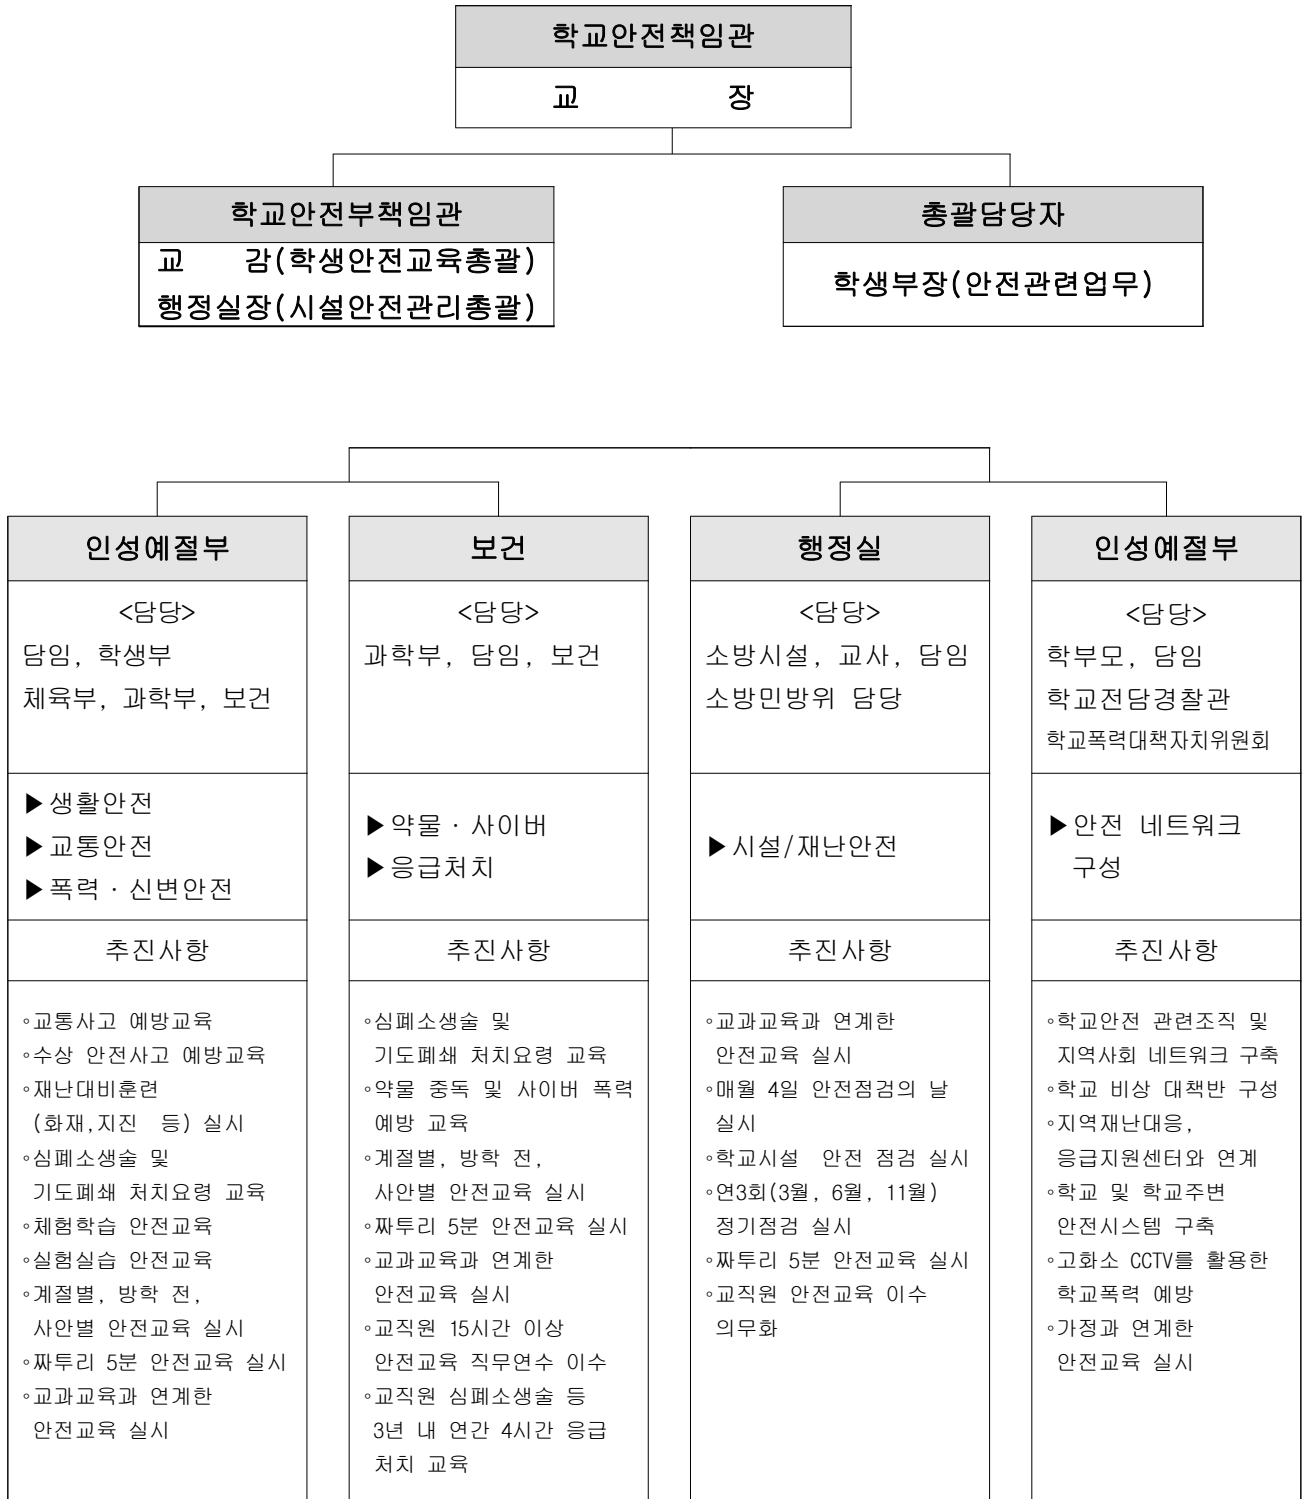 학교안전책임관
교 장
학교안전부책임관
교 감(학생안전교육총괄)
행정실장(시설안전관리총괄)
총괄담당자
학생부장(안전관련업무)
인성예절부
<담당>
담임, 학생부
체육부, 과학부, 보건
▶생활안전
▶교통안전
▶폭력·신변안전
추진사항
◦교통사고 예방교육
◦수상 안전사고 예방교육
◦재난대비훈련
(화재,지진 등) 실시
◦심폐소생술 및
기도폐쇄 처치요령 교육
◦체험학습 안전교육
◦실험실습 안전교육
◦계절별, 방학 전,
사안별 안전교육 실시
◦짜투리 5분 안전교육 실시
◦교과교육과 연계한
안전교육 실시
보건
<담당>
과학부, 담임, 보건
▶약물·사이버
▶응급처치
추진사항
◦심폐소생술 및
기도폐쇄 처치요령 교육
◦약물 중독 및 사이버 폭력
예방 교육
◦계절별, 방학 전,
사안별 안전교육 실시
◦짜투리 5분 안전교육 실시
◦교과교육과 연계한
안전교육 실시
◦교직원 15시간 이상
안전교육 직무연수 이수
◦교직원 심폐소생술 등
3년 내 연간 4시간 응급
처치 교육
행정실
<담당>
소방시설, 교사, 담임
소방민방위 담당
▶시설/재난안전
추진사항
◦교과교육과 연계한
안전교육 실시
◦매월 4일 안전점검의 날
실시
◦학교시설 안전 점검 실시
◦연3회(3월, 6월, 11월)
정기점검 실시
◦짜투리 5분 안전교육 실시
◦교직원 안전교육 이수
의무화
인성예절부
<담당>
학부모, 담임
학교전담경찰관
학교폭력대책자치위원회
▶안전 네트워크
구성
추진사항
◦학교안전 관련조직 및
지역사회 네트워크 구축
◦학교 비상 대책반 구성
◦지역재난대응,
응급지원센터와 연계
◦학교 및 학교주변
안전시스템 구축
◦고화소 CCTV를 활용한
학교폭력 예방
◦가정과 연계한
안전교육 실시